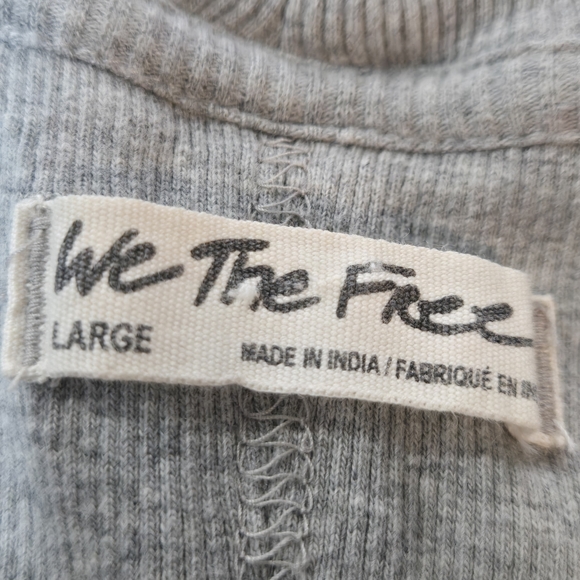 We The Free
LARGE
MADE IN INDIA / FABRIQUÉ EN